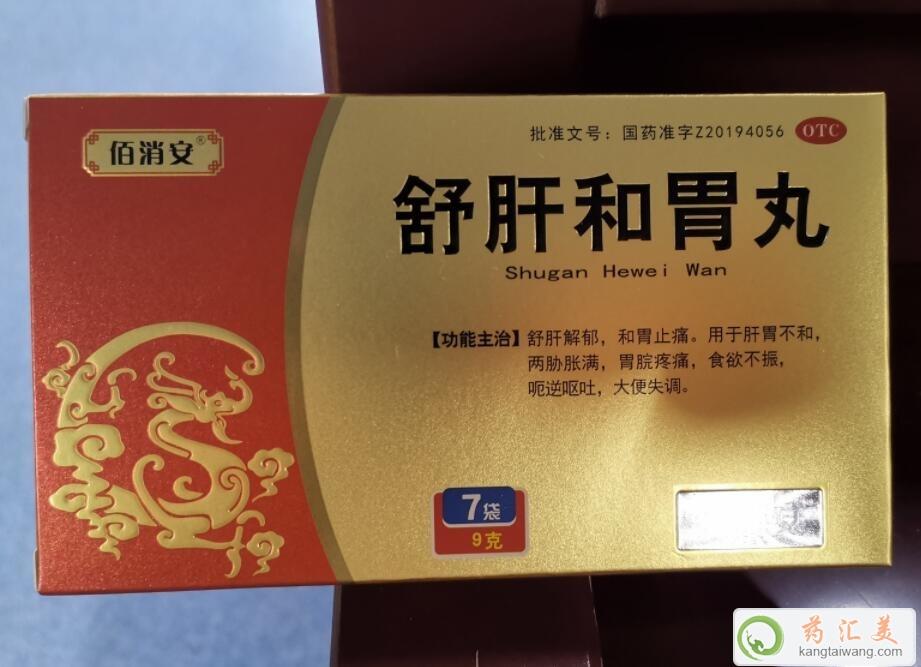 佰消安®
批准文号：国药准字Z20194056 OTC
舒肝和胃丸
Shugan Hewei Wan
【功能主治】舒肝解郁，和胃止痛。用于肝胃不和，
两胁胀满，胃脘疼痛，食欲不振，
呃逆呕吐，大便失调。
7袋
9克
药汇美
kangtaiwang.com